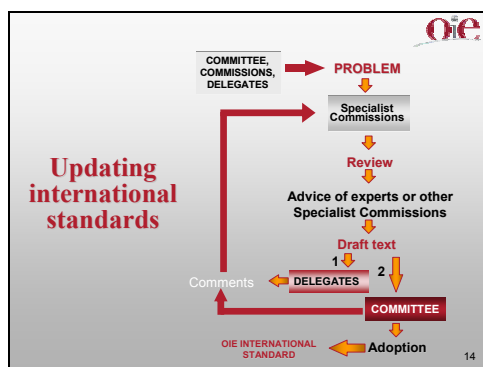 oie
COMMITTEE,
COMMISSIONS,
DELEGATES
PROBLEM
Specialist
Commissions
Review
Updating
international
standards
Advice of experts or other
Specialist Commissions
Draft text
1
2
Comments
DELEGATES
COMMITTEE
OIE INTERNATIONAL
STANDARD
Adoption
14